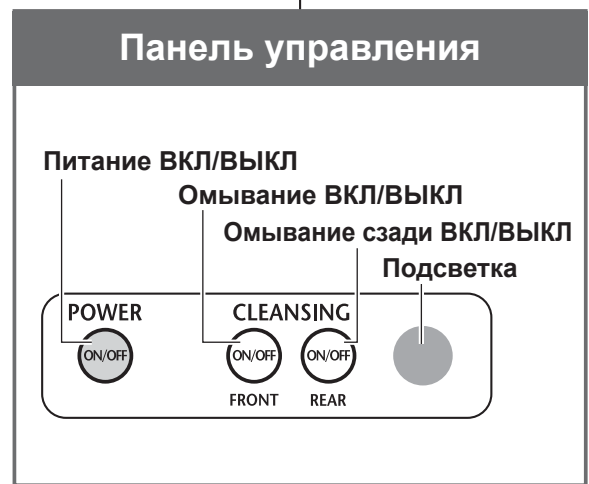 Панель управления
Питание ВКЛ/ВЫКЛ
Омывание ВКЛ/ВЫКЛ
Омывание сзади ВКЛ/ВЫКЛ
Подсветка
POWER CLEANSING
ON/OFF ON/OFF ON/OFF
FRONT REAR